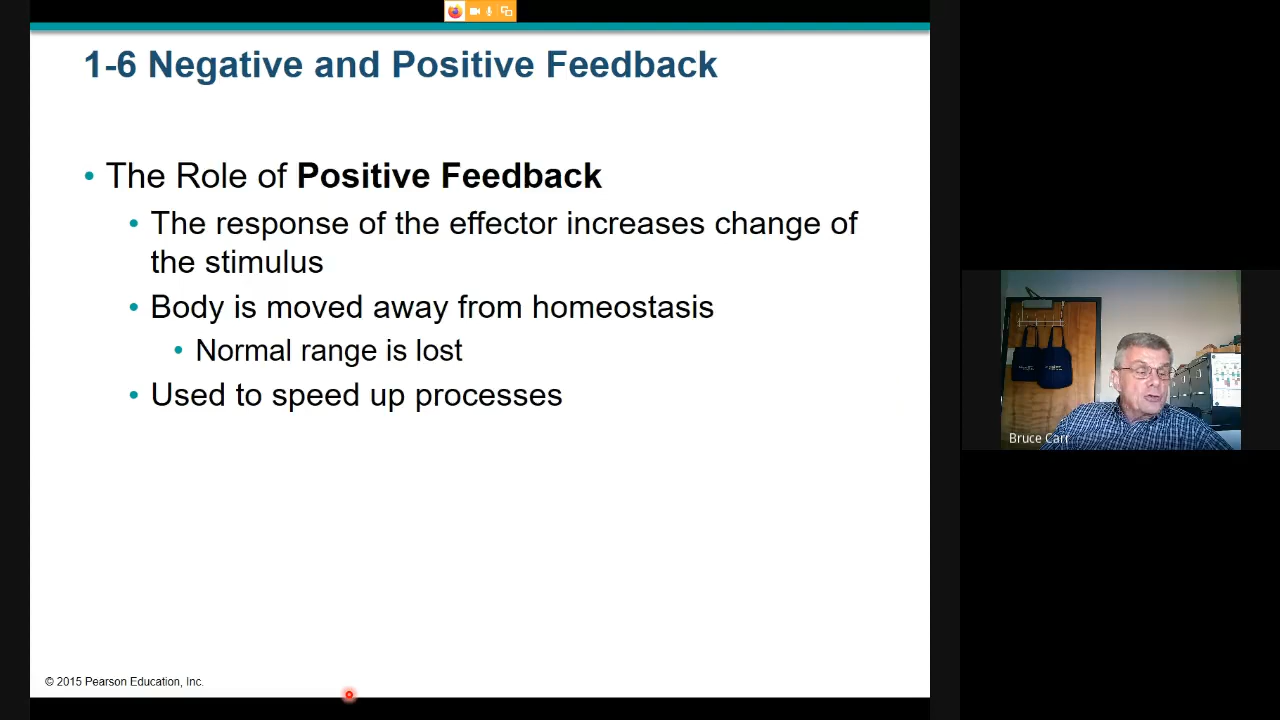 1-6 Negative and Positive Feedback
• The Role of Positive Feedback
• The response of the effector increases change of
the stimulus
• Body is moved away from homeostasis
• Normal range is lost
• Used to speed up processes
© 2015 Pearson Education, Inc.
Bruce Carr